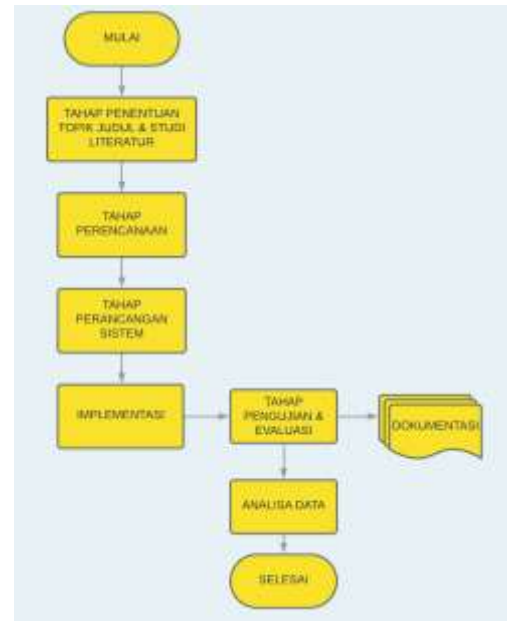 MULAI
TAHAP PENENTUAN
TOPIK JUDUL & STUDI
LITERATUR
TAHAP
PERENCANAAN
TAHAP
PERANCANGAN
SISTEM
IMPLEMENTASI
TAHAP
PENGUJIAN &
EVALUASI
DOKUMENTASI
ANALISA DATA
SELESAI